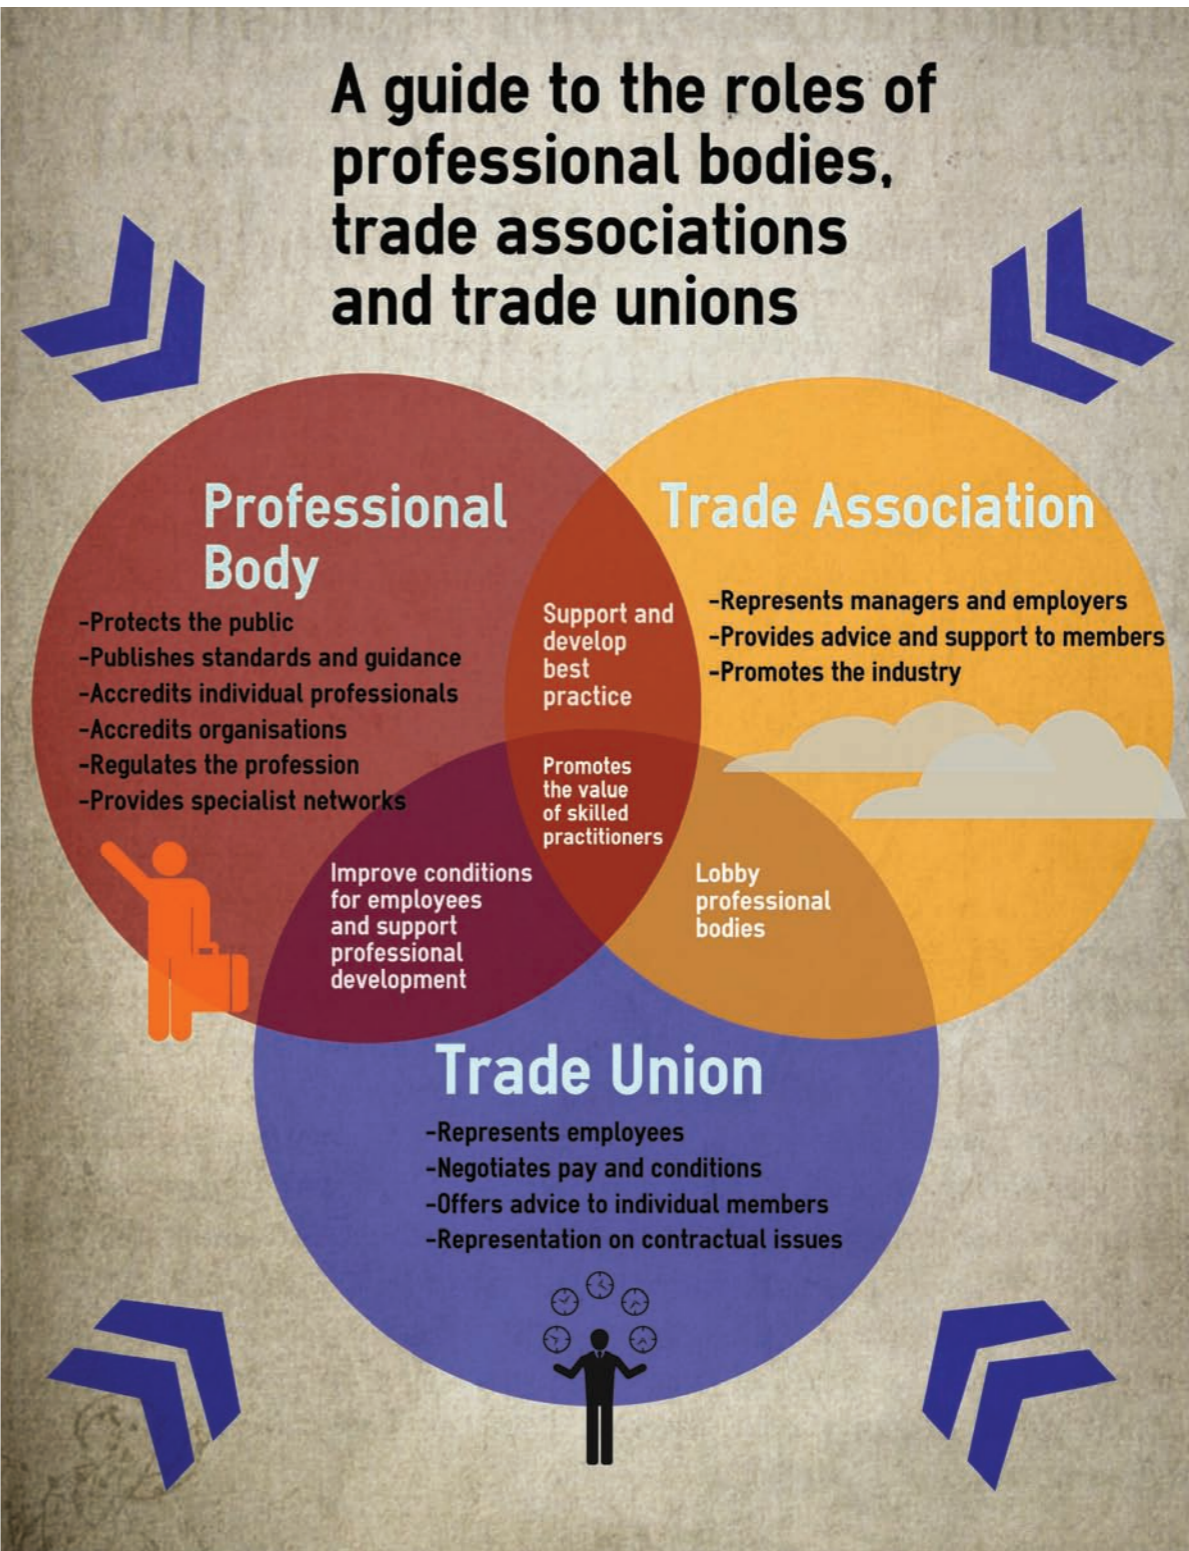 A guide to the roles of
professional bodies,
trade associations
and trade unions
Professional
Body
-Protects the public
-Publishes standards and guidance
-Accredits individual professionals
-Accredits organisations
-Regulates the profession
-Provides specialist networks
Support and
develop
best
practice
Trade Association
-Represents managers and employers
-Provides advice and support to members
-Promotes the industry
Promotes
the value
of skilled
practitioners
Improve conditions
for employees
and support
professional
development
Lobby
professional
bodies
Trade Union
-Represents employees
-Negotiates pay and conditions
-Offers advice to individual members
-Representation on contractual issues